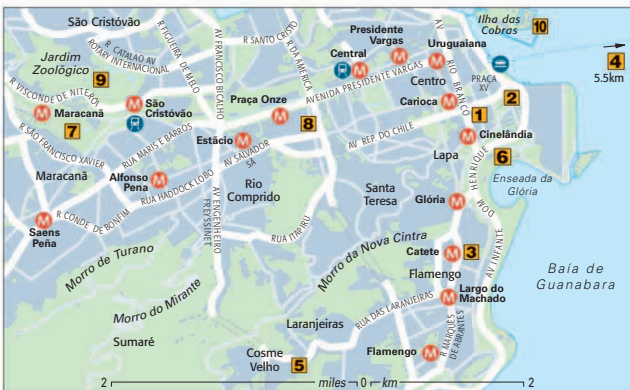 São Cristóvão
Jardim
Zoológico
R CATALAO AV
ROTARY INTERNACIONAL
R FIGUEIRA DE MELO
AV FRANCISCO BICALHO
R SANTO CRISTO
R DA AMERICA
Presidente
Vargas
Central
Uruguaiana
AV RIO BRANCO
Ilha das
Cobras
10
4
5.5km
9
R VISCONDE DE NITERÓI
M
Maracanã
7
M
São
Cristóvão
Praça Onze
M
8
AVENIDA PRESIDENTE VARGAS
M
M
M
Centro
PRAÇA
XV
Carioca
M
1
2
R SÃO FRANCISCO XAVIER
RUA MARIS E BARROS
Estácio
M
AV SALVADOR
SÁ
AV REP. DO CHILE
M
Cinelândia
Lapa
6
Maracanã
Alfonso
Pena
M
RUA HADDOCK LOBO
Rio
Comprido
Santa
Teresa
Enseada da
Glória
Glória
M
AV INFANTE
DOM
HENRIQUE
Saens
Peña
M
R CONDE DE BONFIM
AV ENGENHEIRO
FREYSSINET
RUA ITAPIRU
Morro de Turano
Morro da Nova Cintra
Catete
M
3
Flamengo
Baía de
Guanabara
Morro do Mirante
Sumaré
Laranjeiras
RUA DAS LARANJEIRAS
M
Largo do
Machado
R MARQUÊS
DE ABRANTES
Cosme
Velho
5
Flamengo
M
2 miles 0 km 2